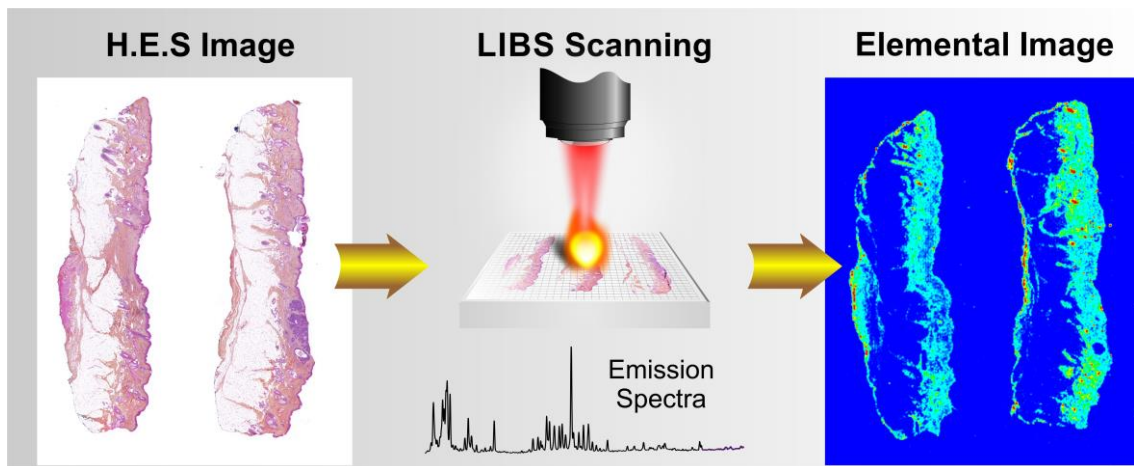 H.E.S Image
LIBS Scanning
Elemental Image
Emission
Spectra